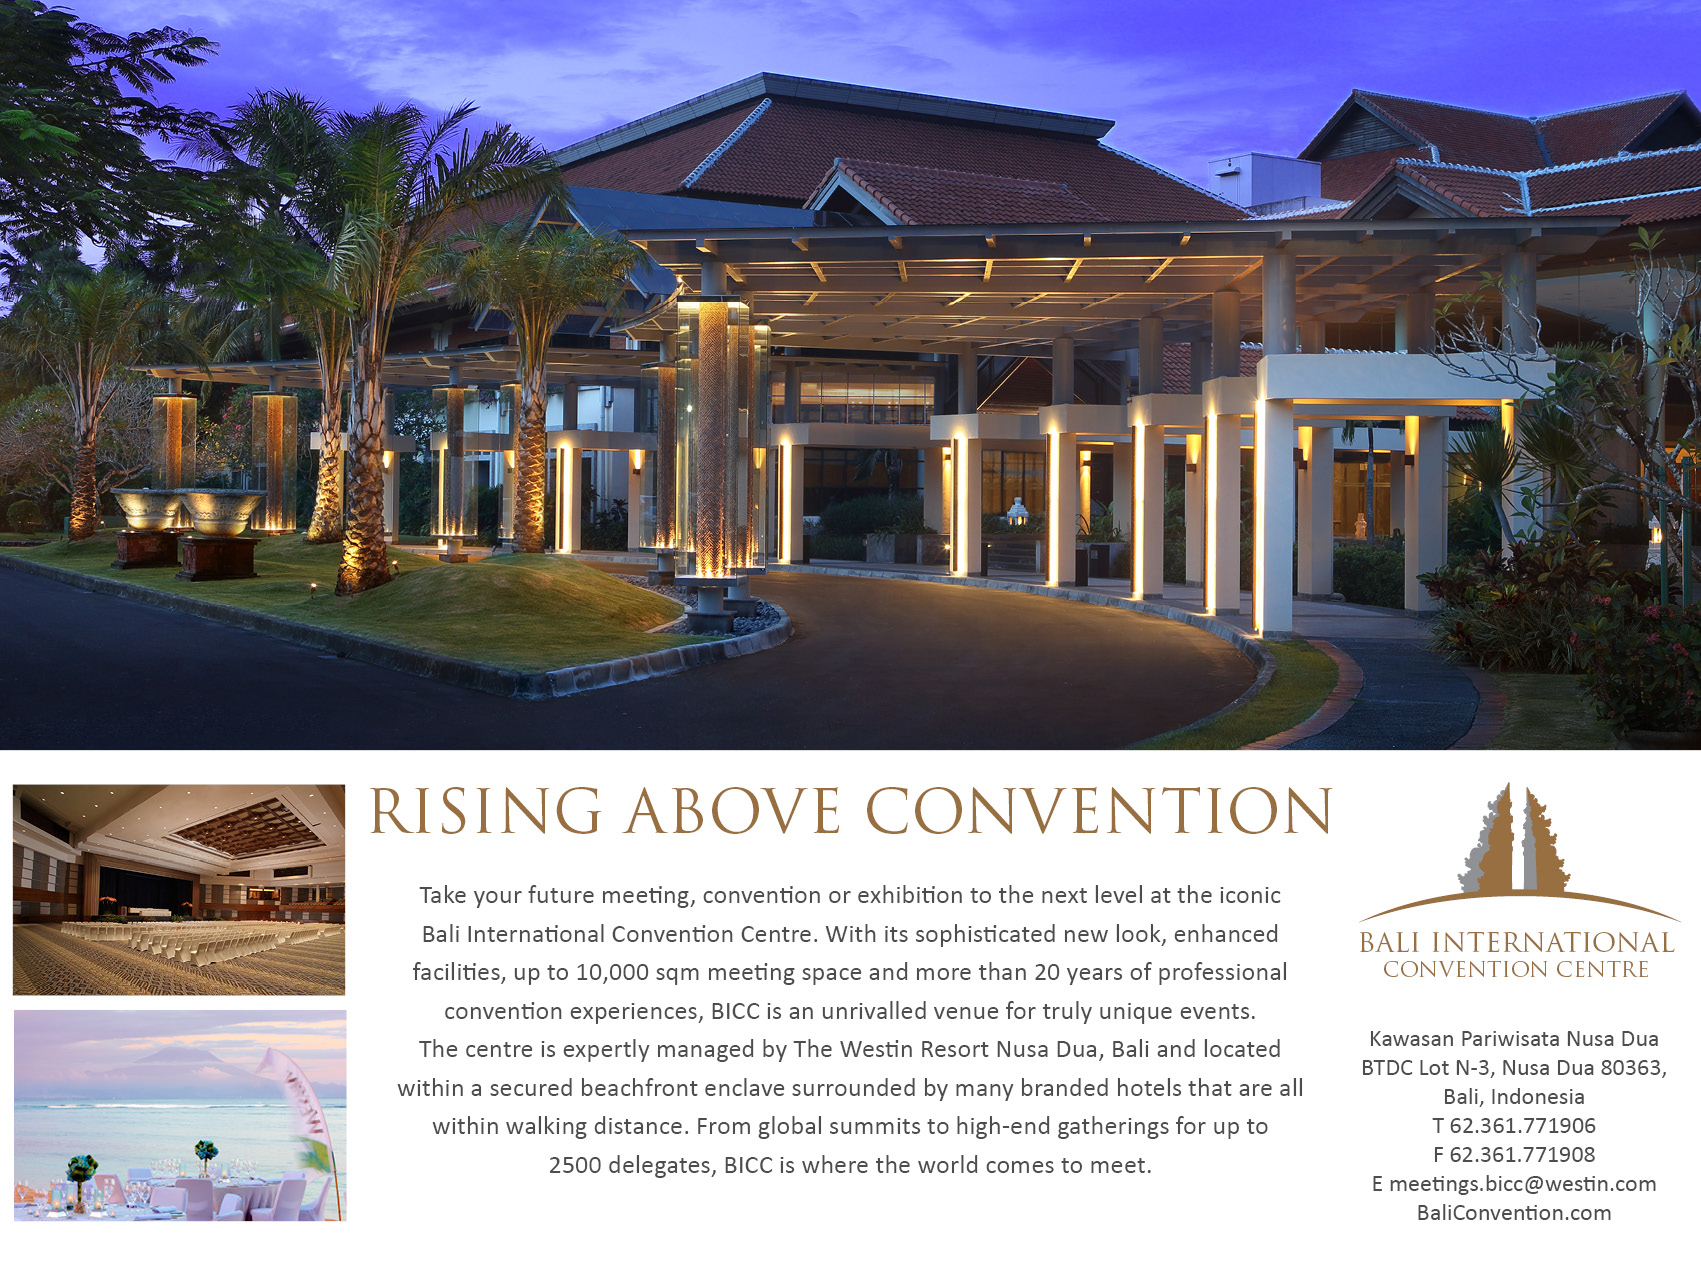 RISING ABOVE CONVENTION
Take your future meeting, convention or exhibition to the next level at the iconic
Bali International Convention Centre. With its sophisticated new look, enhanced
facilities, up to 10,000 sqm meeting space and more than 20 years of professional
convention experiences, BICC is an unrivalled venue for truly unique events.
The centre is expertly managed by The Westin Resort Nusa Dua, Bali and located
within a secured beachfront enclave surrounded by many branded hotels that are all
within walking distance. From global summits to high-end gatherings for up to
2500 delegates, BICC is where the world comes to meet.
BALI INTERNATIONAL
CONVENTION CENTRE
Kawasan Pariwisata Nusa Dua
BTDC Lot N-3, Nusa Dua 80363,
Bali, Indonesia
T 62.361.771906
F 62.361.771908
E meetings.bicc@westin.com
BaliConvention.com